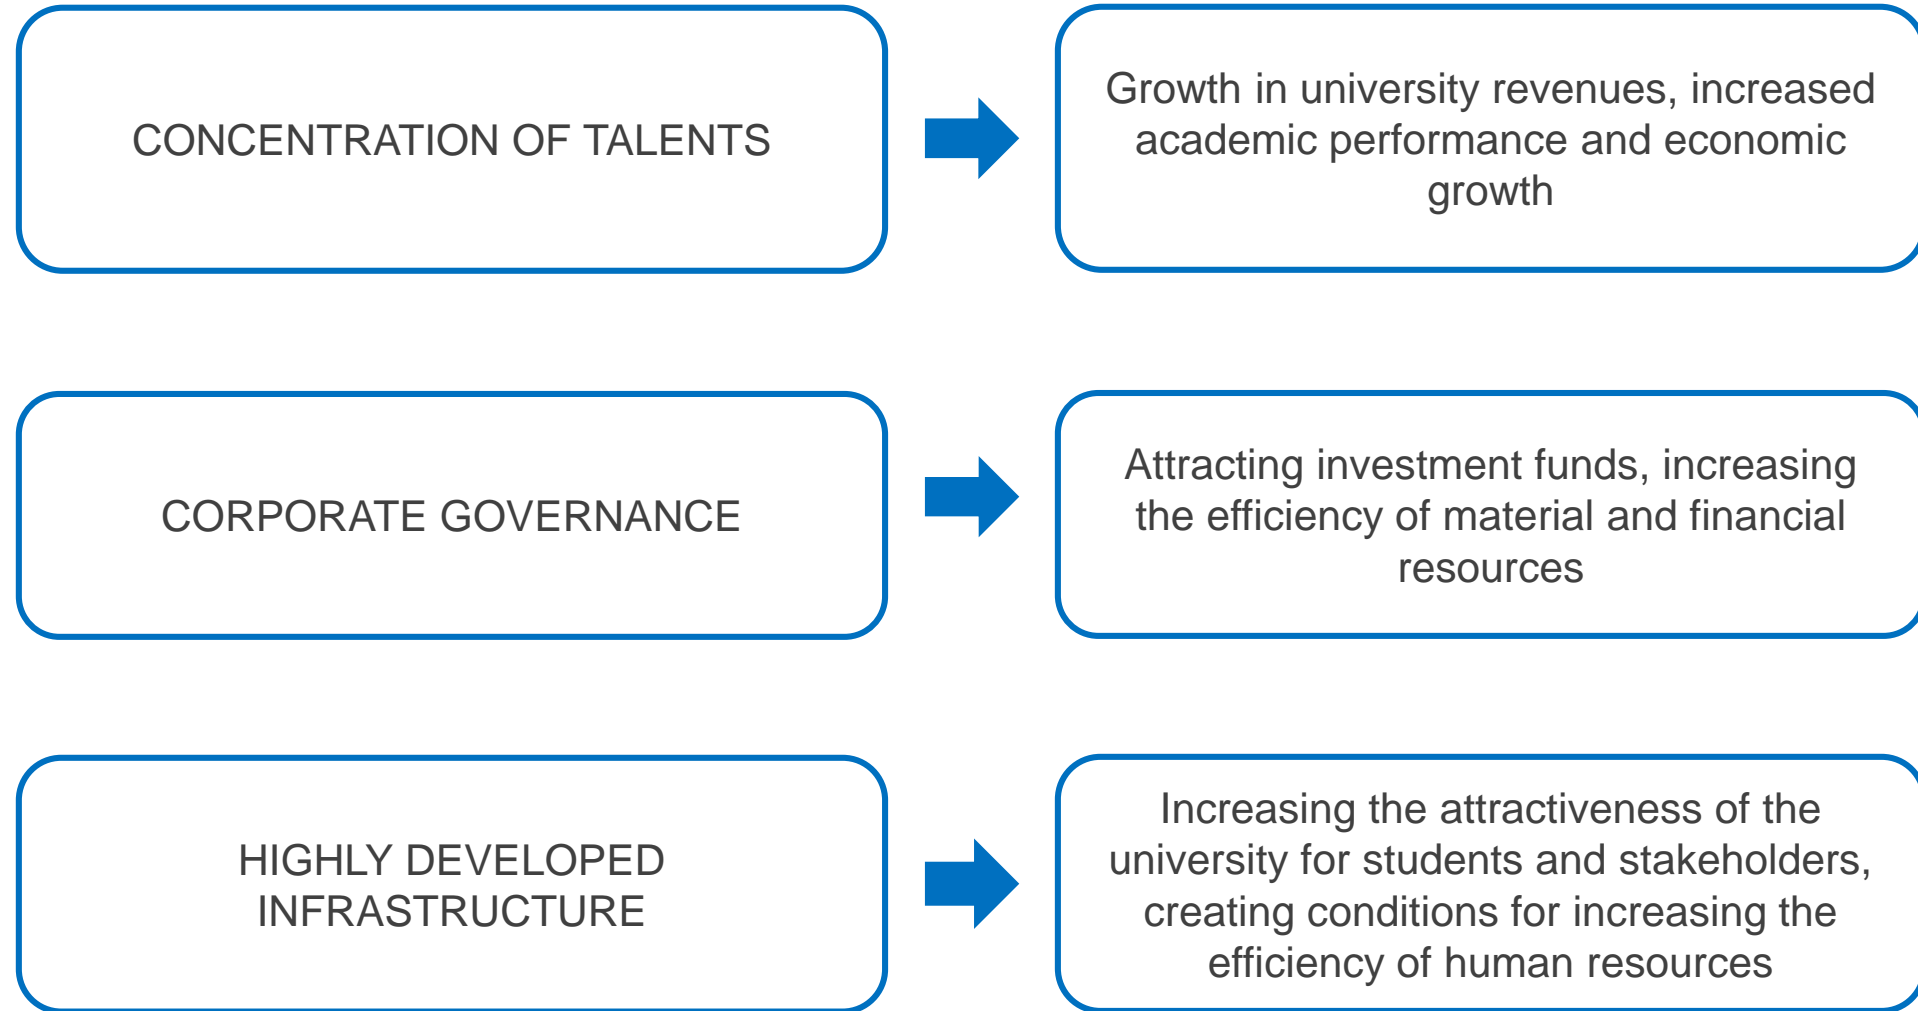 CONCENTRATION OF TALENTS
Growth in university revenues, increased
academic performance and economic
growth
CORPORATE GOVERNANCE
Attracting investment funds, increasing
the efficiency of material and financial
resources
HIGHLY DEVELOPED
INFRASTRUCTURE
Increasing the attractiveness of the
university for students and stakeholders,
creating conditions for increasing the
efficiency of human resources